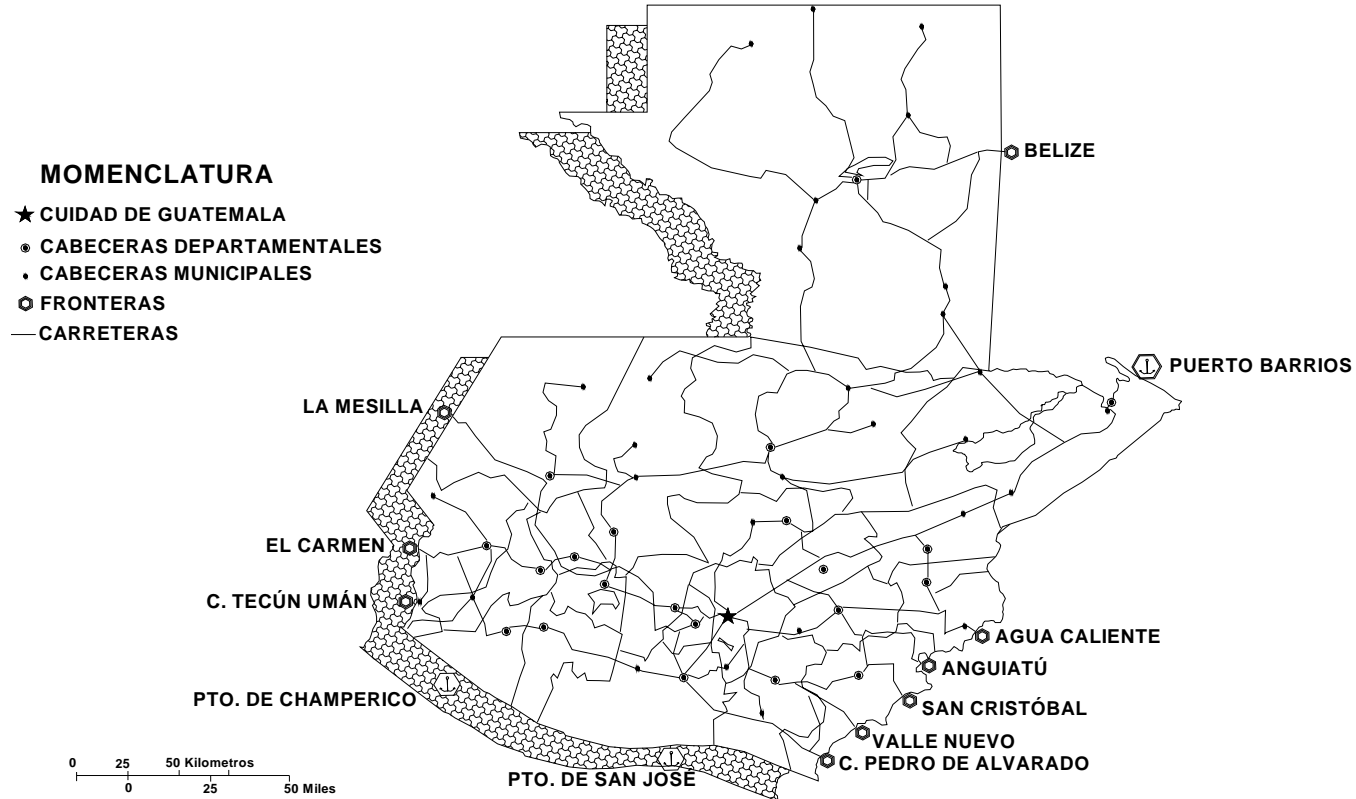 BELIZE
MOMENCLATURA
CUIDAD DE GUATEMALA
CABECERAS DEPARTAMENTALES
CABECERAS MUNICIPALES
FRONTERAS
CARRETERAS
PUERTO BARRIOS
LA MESILLA
EL CARMEN
C. TECÚN UMÁN
AGUA CALIENTE
ANGUIATÚ
PTO. DE CHAMPERICO
SAN CRISTÓBAL
VALLE NUEVO
C. PEDRO DE ALVARADO
PTO. DE SAN JOSÉ
0 25 50 Kilometros
0 25 50 Miles